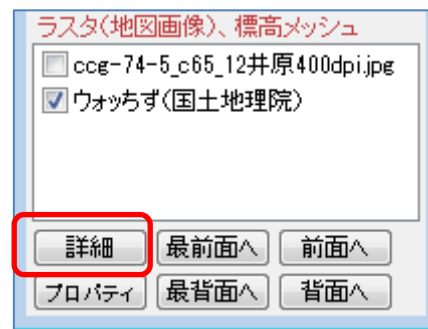 ラスタ(地図画像)、標高メッシュ
ccg-74-5_c65_12井原400dpi.jpg
ウォッちず(国土地理院)
詳細 最前面へ 前面へ
プロパティ 最背面へ 背面へ